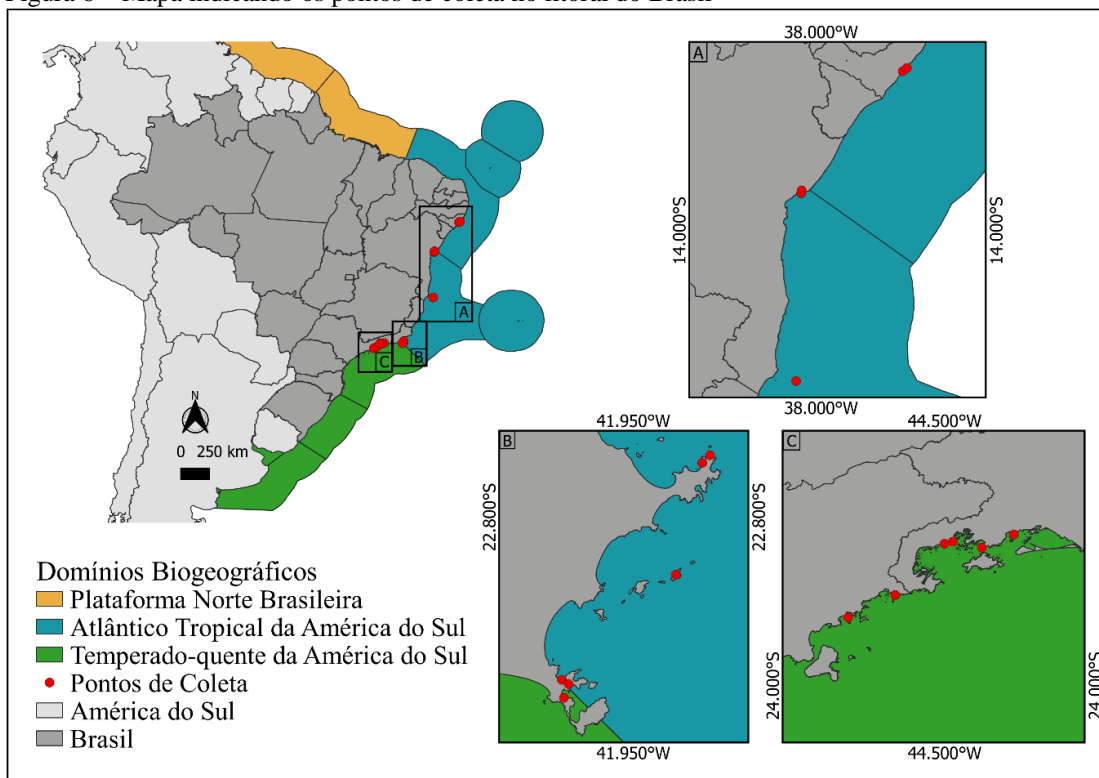 Figura 6 – Mapa indicando os pontos de coleta no litoral do Brasil
38.000°W
A
14.000°S
14.000°S
38.000°W
A
B
C
N
0 250 km
41.950°W
B
22.800°S
22.800°S
41.950°W
44.500°W
C
24.000°S
24.000°S
44.500°W
Domínios Biogeográficos
Plataforma Norte Brasileira
Atlântico Tropical da América do Sul
Temperado-quente da América do Sul
Pontos de Coleta
América do Sul
Brasil